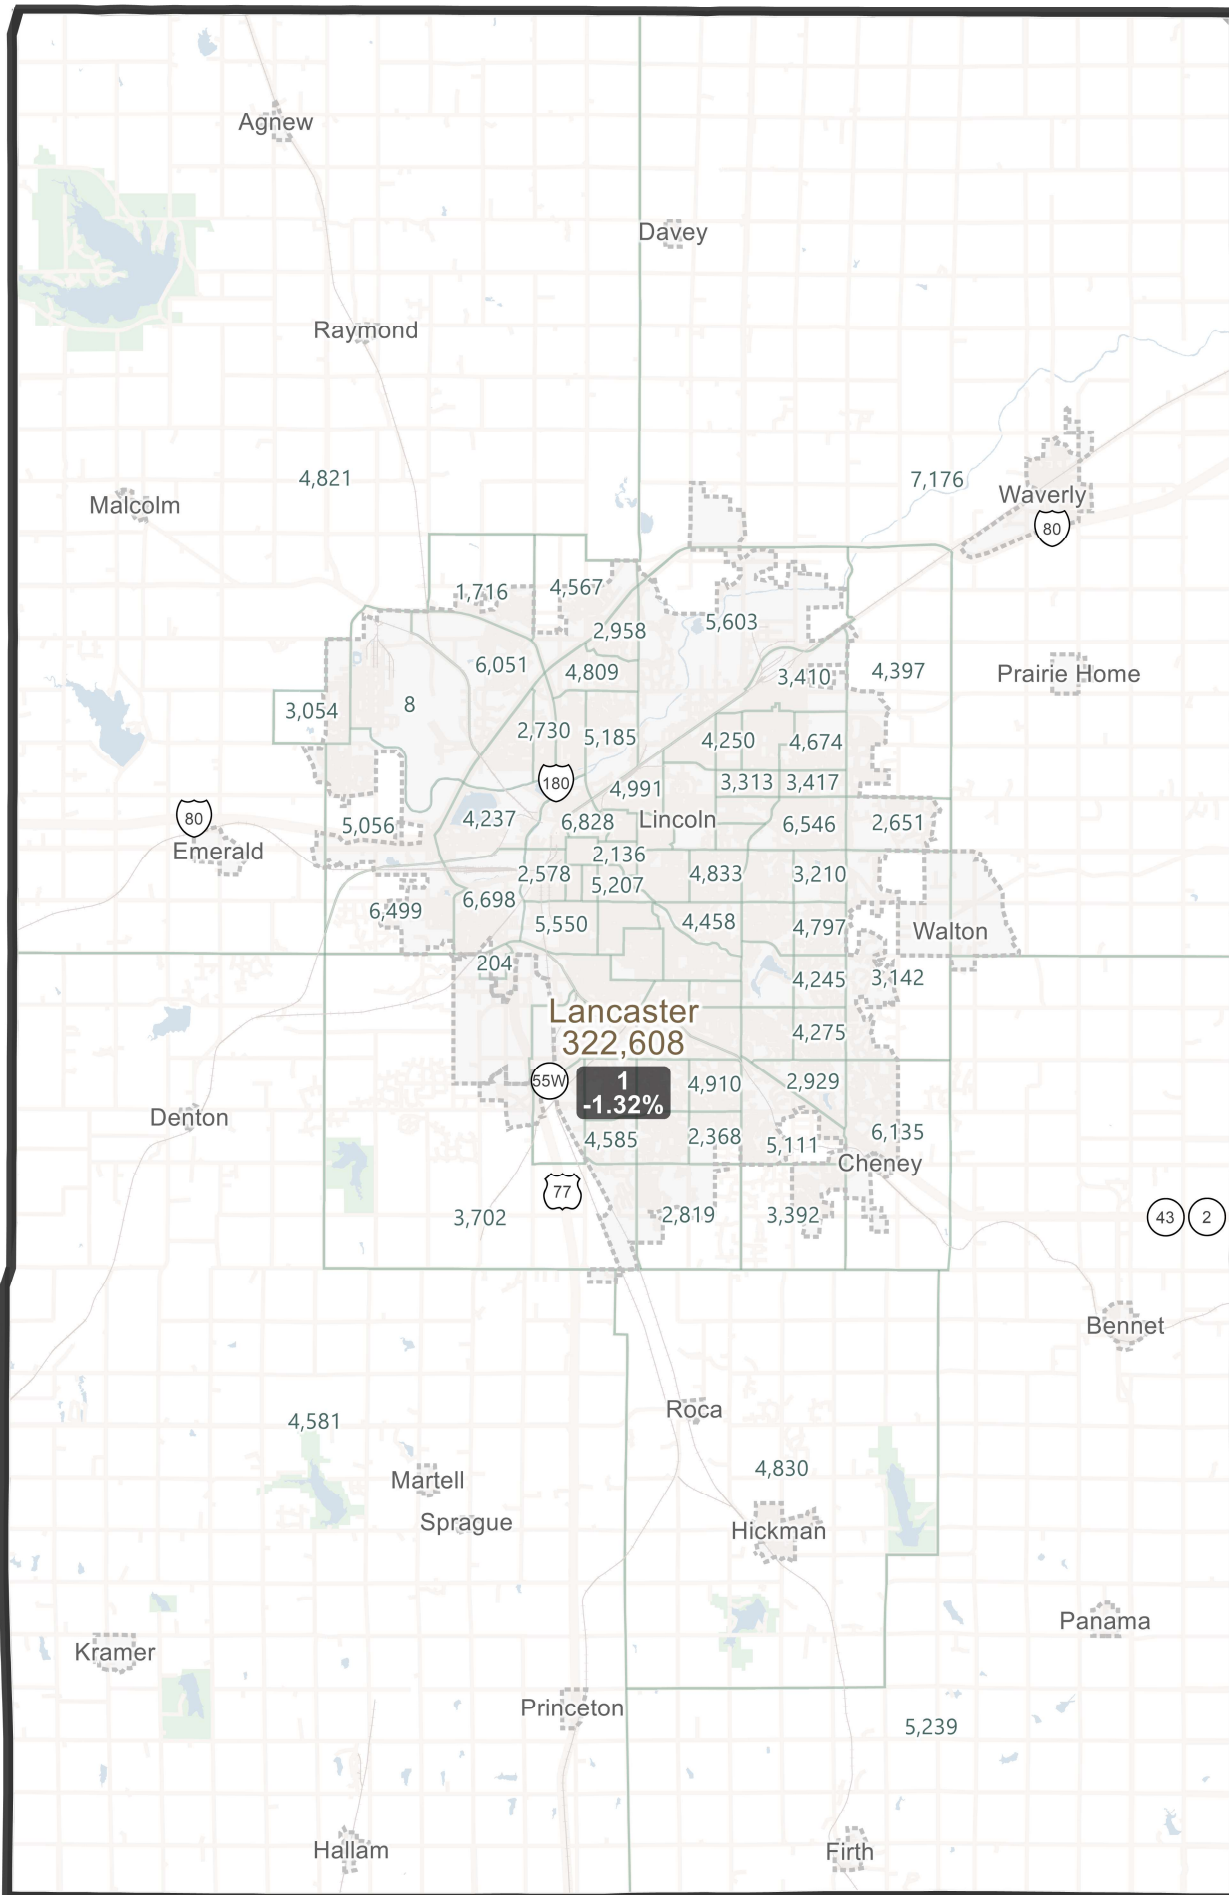 Agnew
Davey
Raymond
4,821
7,176
Malcolm
Waverly
80
1,716
4,567
2,958
5,603
6,051
4,809
3,410
4,397
Prairie Home
3,054
8
2,730
5,185
4,250
4,674
180
4,991
3,313
3,417
80
5,056
4,237
6,828
Lincoln
6,546
2,651
Emerald
2,136
2,578
5,207
4,833
3,210
6,499
6,698
5,550
4,458
4,797
Walton
204
4,245
3,142
Lancaster
322,608
4,275
55W
1
-1.32%
4,910
2,929
Denton
4,585
2,368
5,111
6,135
Cheney
77
3,702
2,819
3,392
43
2
Bennet
4,581
Roca
4,830
Martell
Sprague
Hickman
Panama
Kramer
Princeton
5,239
Hallam
Firth